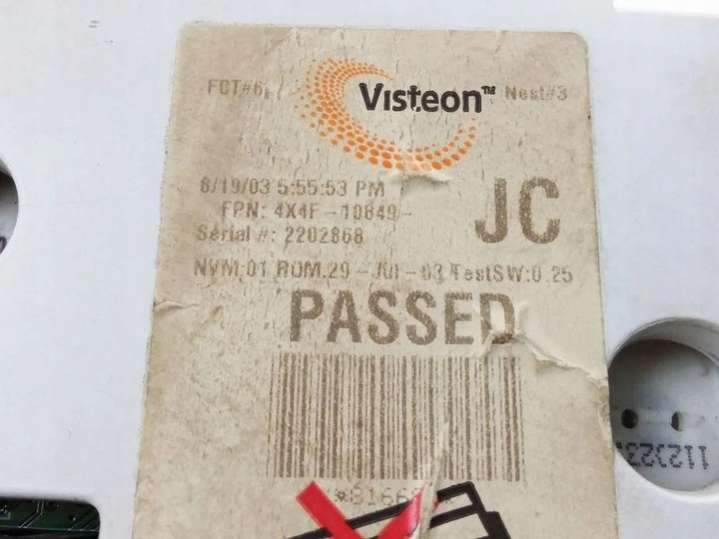 FCT#6 Visteon™ Nest#3
8/19/03 5:55:53 PM
JC
FPN: 4X4F-10849-
Serial #: 2202868
NVM:01 ROM:29-Jul-03 TestSW:0.25
PASSED